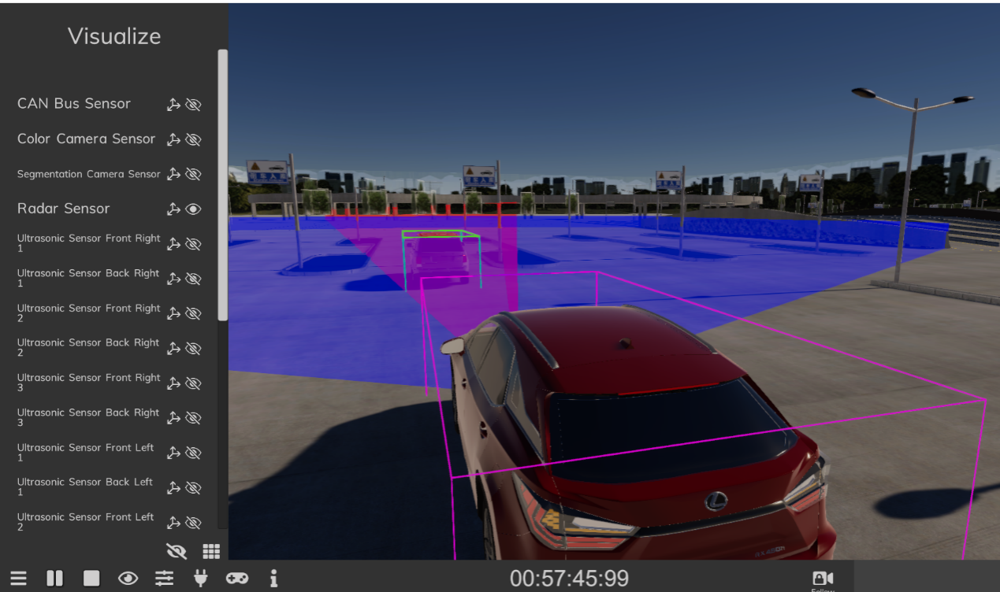 Visualize
CAN Bus Sensor
Color Camera Sensor
Segmentation Camera Sensor
Radar Sensor
Ultrasonic Sensor Front Right
1
Ultrasonic Sensor Back Right
1
Ultrasonic Sensor Front Right
2
Ultrasonic Sensor Back Right
2
Ultrasonic Sensor Front Right
3
Ultrasonic Sensor Back Right
3
Ultrasonic Sensor Front Left
1
Ultrasonic Sensor Back Left
1
Ultrasonic Sensor Front Left
2
00:57:45:99
Follow